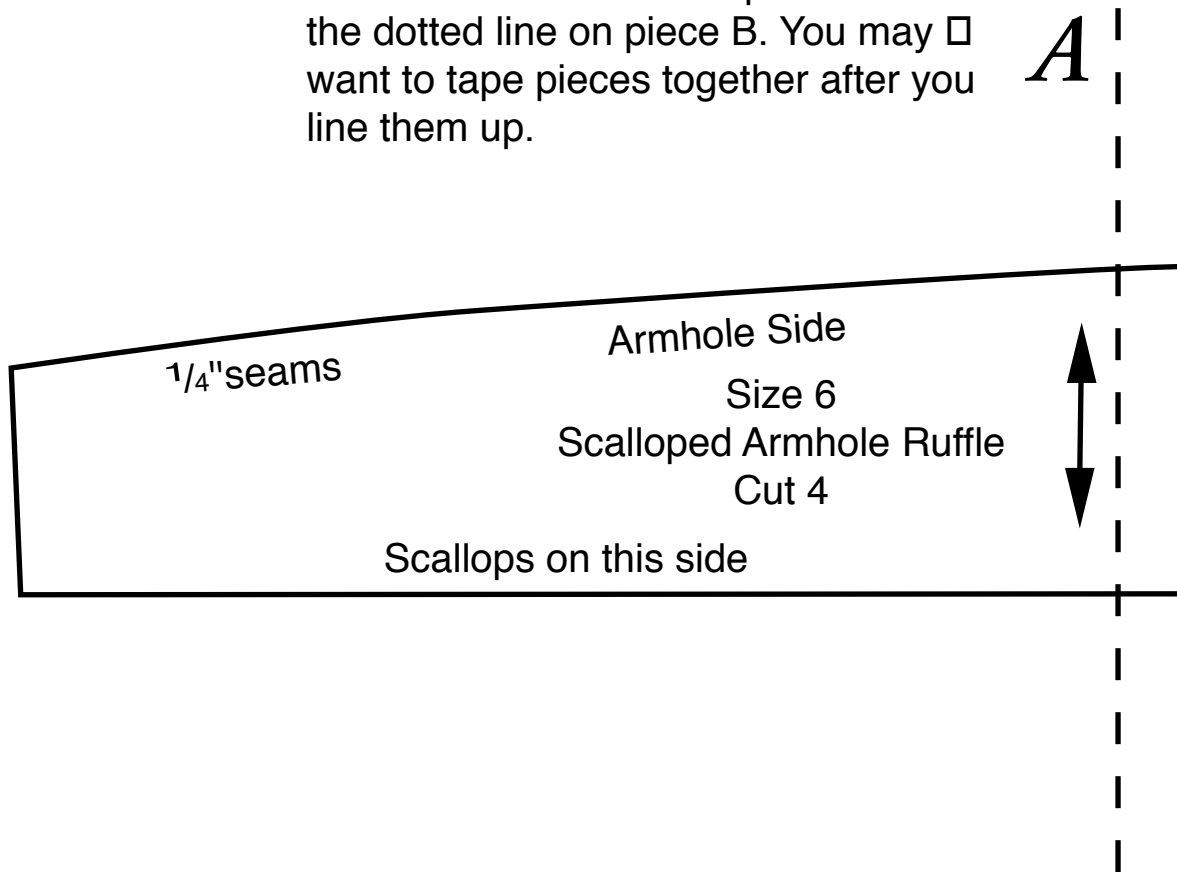 the dotted line on piece B. You may □
want to tape pieces together after you
line them up.
A
Armhole Side
1/4"seams
Size 6
Scalloped Armhole Ruffle
Cut 4
Scallops on this side